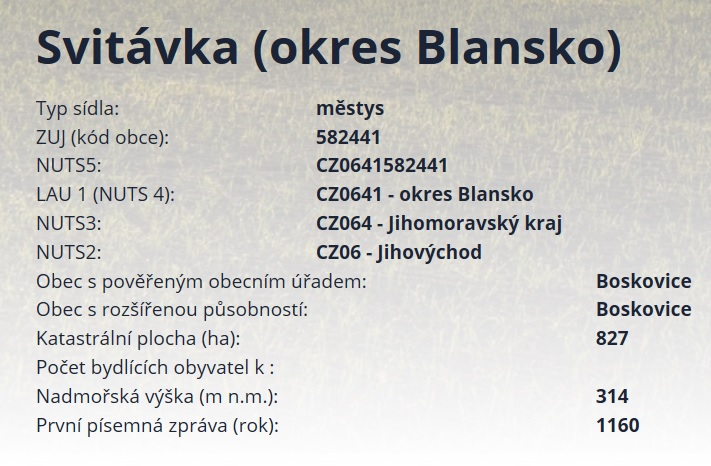 Svitávka (okres Blansko)
Typ sídla: městys
ZUJ (kód obce): 582441
NUTS5: CZ0641582441
LAU 1 (NUTS 4): CZ0641 - okres Blansko
NUTS3: CZ064 - Jihomoravský kraj
NUTS2: CZ06 - Jihovýchod
Obec s pověřeným obecním úřadem: Boskovice
Obec s rozšířenou působností: Boskovice
Katastrální plocha (ha): 827
Počet bydlících obyvatel k :
Nadmořská výška (m n.m.): 314
První písemná zpráva (rok): 1160